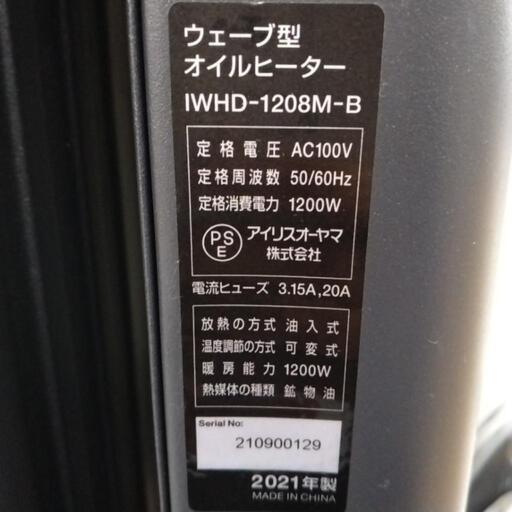 ウェーブ型
オイルヒーター
IWHD-1208M-B
定格電圧 AC100V
定格周波数 50/60Hz
定格消費電力 1200W
PS
E
アイリスオーヤマ
株式会社
電流ヒューズ 3.15A,20A
放熱の方式 油入式
温度調節の方式 可変式
暖房能力 1200W
熱媒体の種類 鉱物油
Serial No:
210900129
2021年製
MADE IN CHINA